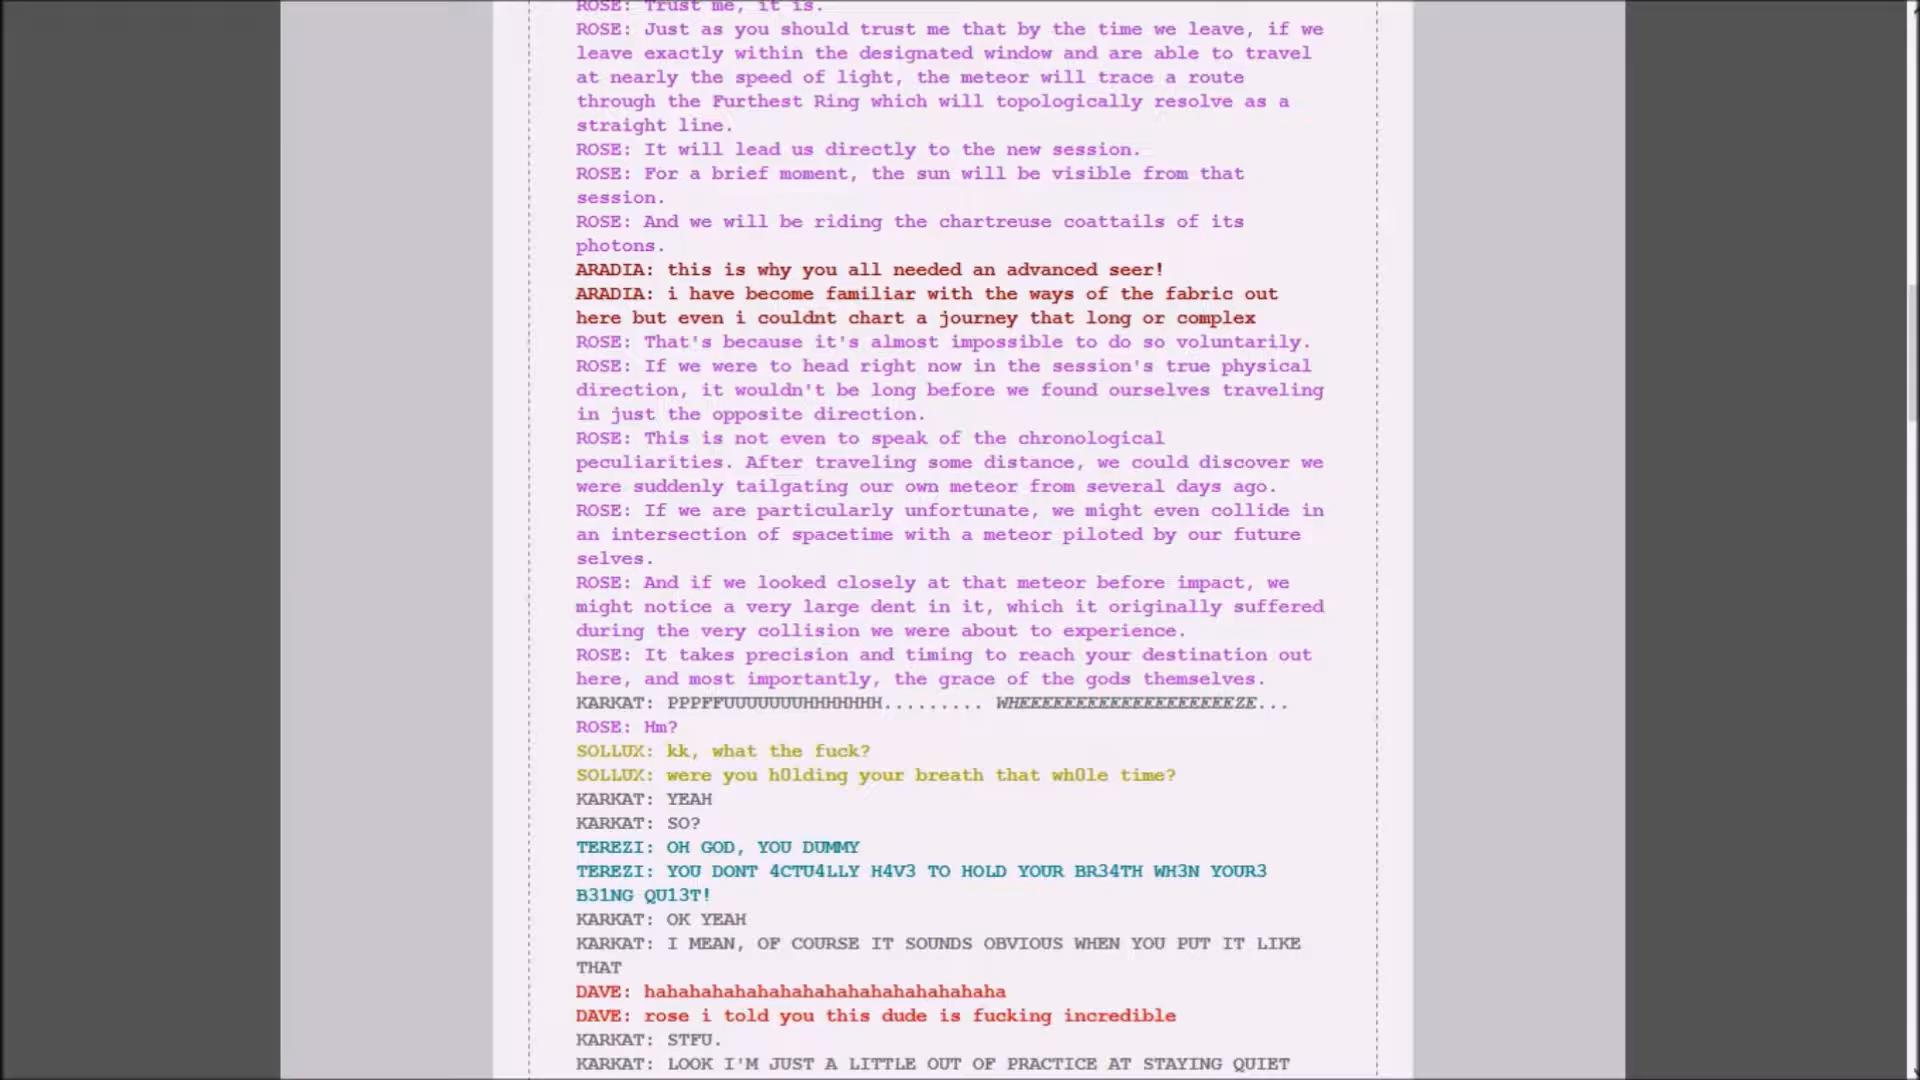 ROSE: Trust me, it is.
ROSE: Just as you should trust me that by the time we leave, if we
leave exactly within the designated window and are able to travel
at nearly the speed of light, the meteor will trace a route
through the Furthest Ring which will topologically resolve as a
straight line.
ROSE: It will lead us directly to the new session.
ROSE: For a brief moment, the sun will be visible from that
session.
ROSE: And we will be riding the chartreuse coattails of its
photons.
ARADIA: this is why you all needed an advanced seer!
ARADIA: i have become familiar with the ways of the fabric out
here but even i couldnt chart a journey that long or complex
ROSE: That's because it's almost impossible to do so voluntarily.
ROSE: If we were to head right now in the session's true physical
direction, it wouldn't be long before we found ourselves traveling
in just the opposite direction.
ROSE: This is not even to speak of the chronological
peculiarities. After traveling some distance, we could discover we
were suddenly tailgating our own meteor from several days ago.
ROSE: If we are particularly unfortunate, we might even collide in
an intersection of spacetime with a meteor piloted by our future
selves.
ROSE: And if we looked closely at that meteor before impact, we
might notice a very large dent in it, which it originally suffered
during the very collision we were about to experience.
ROSE: It takes precision and timing to reach your destination out
here, and most importantly, the grace of the gods themselves.
KARKAT: PPPFFUUUUUUUHHHHHHH......... WHEEEEEEEEEEEEEEEEEEEEZE...
ROSE: Hm?
SOLLUX: kk, what the fuck?
SOLLUX: were you h0lding your breath that wh0le time?
KARKAT: YEAH
KARKAT: SO?
TEREZI: OH GOD, YOU DUMMY
TEREZI: YOU DONT 4CTU4LLY H4V3 TO HOLD YOUR BR34TH WH3N YOUR3
B31NG QU13T!
KARKAT: OK YEAH
KARKAT: I MEAN, OF COURSE IT SOUNDS OBVIOUS WHEN YOU PUT IT LIKE
THAT
DAVE: hahahahahahahahahahahahahahahaha
DAVE: rose i told you this dude is fucking incredible
KARKAT: STFU.
KARKAT: LOOK I'M JUST A LITTLE OUT OF PRACTICE AT STAYING QUIET